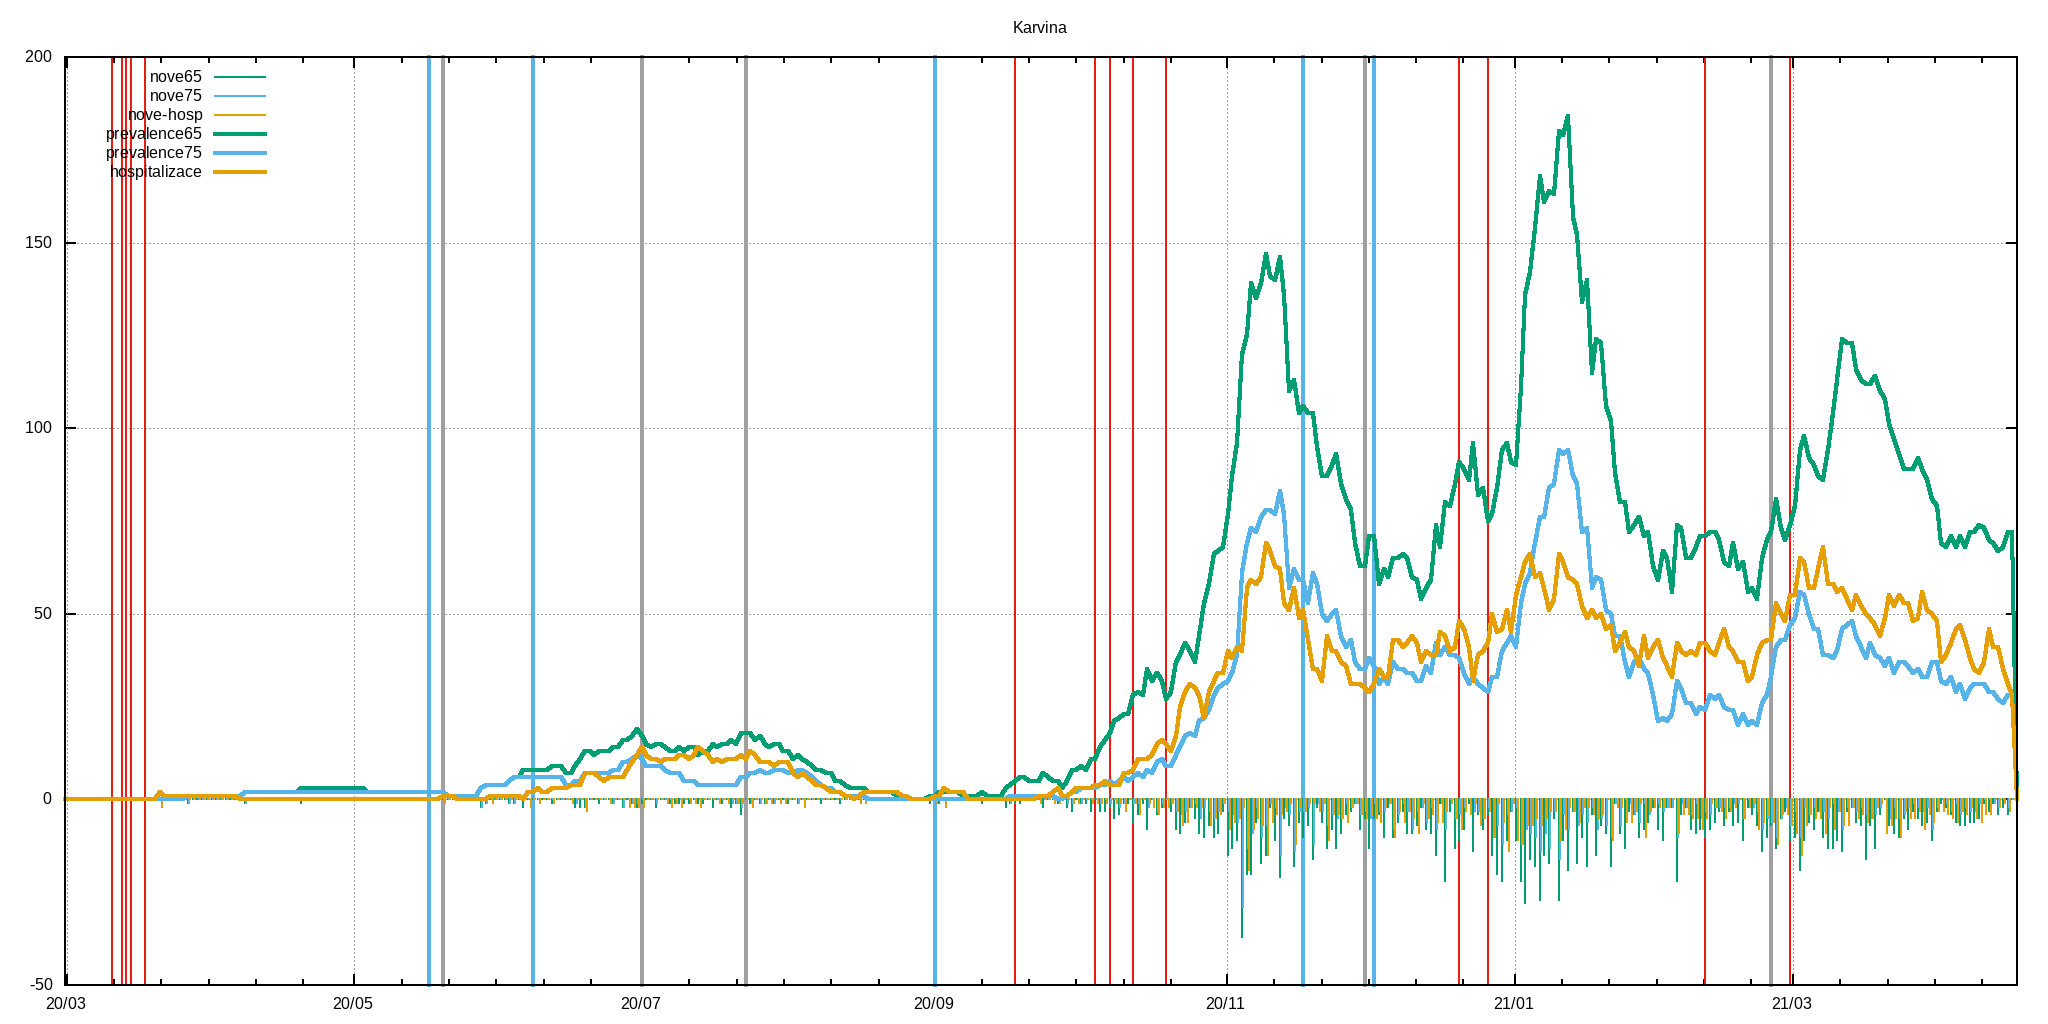 Karvina
200
nove65
nove75
nove-hosp
prevalence65
prevalence75
hospitalizace
150
100
50
0
-50
20/03 20/05 20/07 20/09 20/11 21/01 21/03